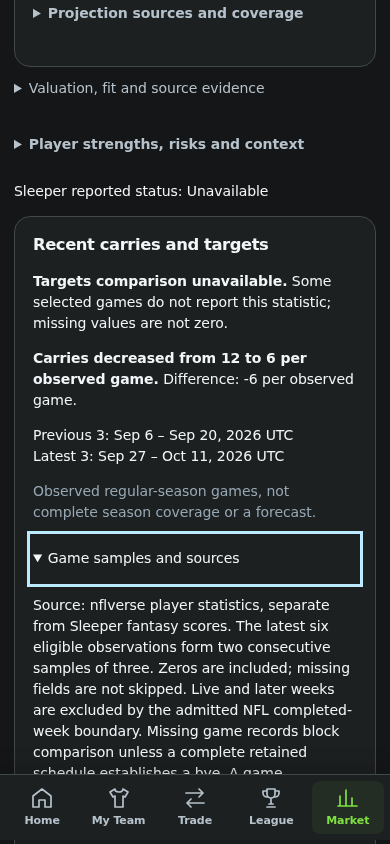 ▶ Projection sources and coverage
▶ Valuation, fit and source evidence
▶ Player strengths, risks and context
Sleeper reported status: Unavailable
Recent carries and targets
Targets comparison unavailable. Some
selected games do not report this statistic;
missing values are not zero.
Carries decreased from 12 to 6 per
observed game. Difference: -6 per observed
game.
Previous 3: Sep 6 – Sep 20, 2026 UTC
Latest 3: Sep 27 – Oct 11, 2026 UTC
Observed regular-season games, not
complete season coverage or a forecast.
▼ Game samples and sources
Source: nflverse player statistics, separate
from Sleeper fantasy scores. The latest six
eligible observations form two consecutive
samples of three. Zeros are included; missing
fields are not skipped. Live and later weeks
are excluded by the admitted NFL completed-
week boundary. Missing game records block
comparison unless a complete retained
schedule establishes a bye. A game
Home
My Team
Trade
League
Market